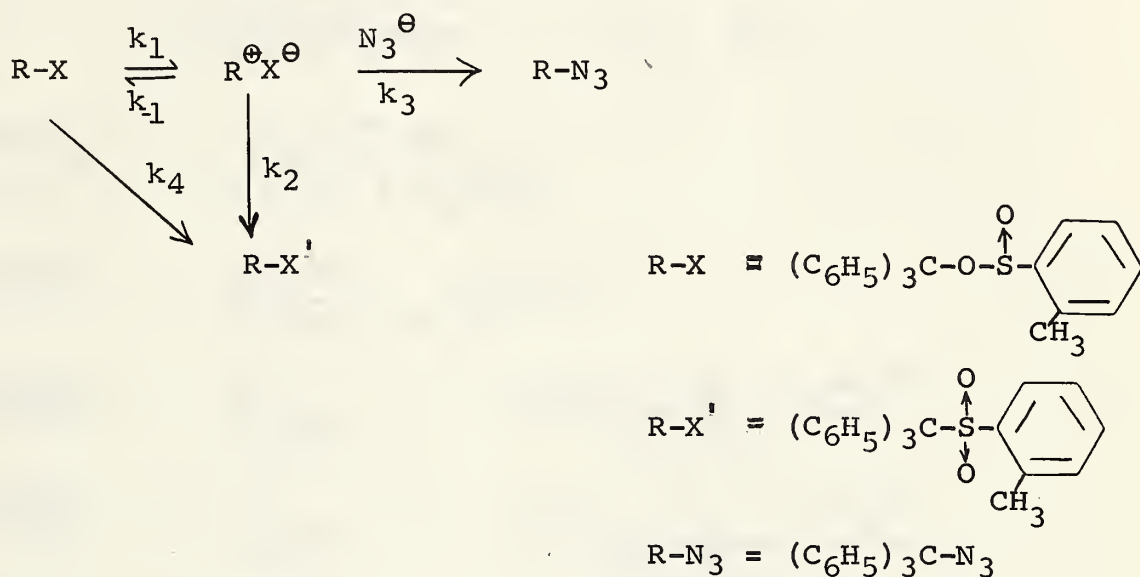 k₁ N₃⊖
R-X ⇌ R⊕X⊖ → R-N₃
k₋₁ k₃
k₄ k₂
R-X'
R-X ≡ (C₆H₅)₃C-O-S(→O)- CH₃
R-X' = (C₆H₅)₃C-S(→O)(→O)- CH₃
R-N₃ = (C₆H₅)₃C-N₃